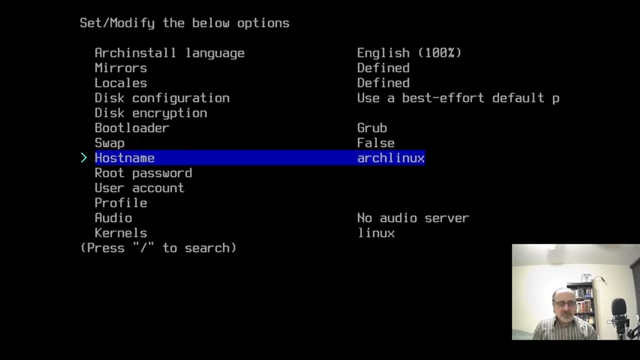 Set/Modify the below options
Archinstall language English (100%)
Mirrors Defined
Locales Defined
Disk configuration Use a best-effort default p
Disk encryption
Bootloader Grub
Swap False
> Hostname archlinux
Root password
User account
Profile
Audio No audio server
Kernels linux
(Press "/" to search)